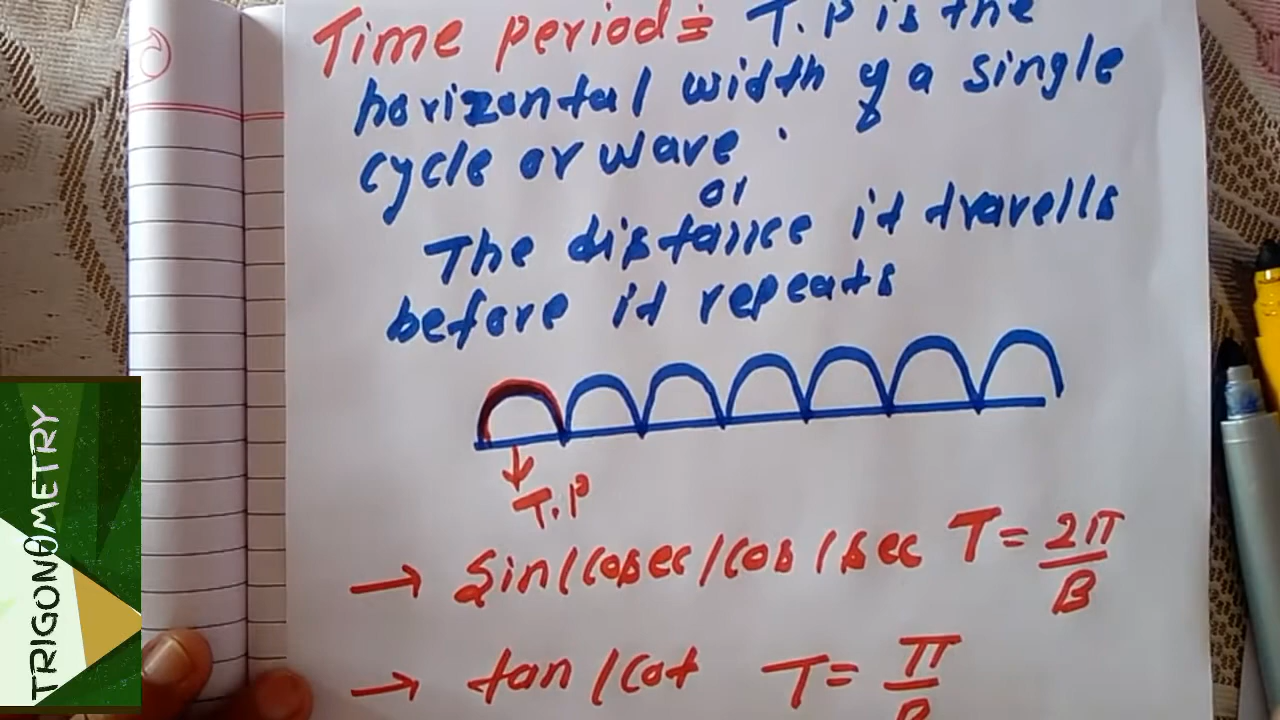 Time period:- T.P is the
horizontal width of a single
cycle or wave.
or
The distance it travells
before it repeats
T.P
→ Sin/cosec/cos/sec T= 2π/B
→ tan/cot T= π/B
TRIGONOMETRY